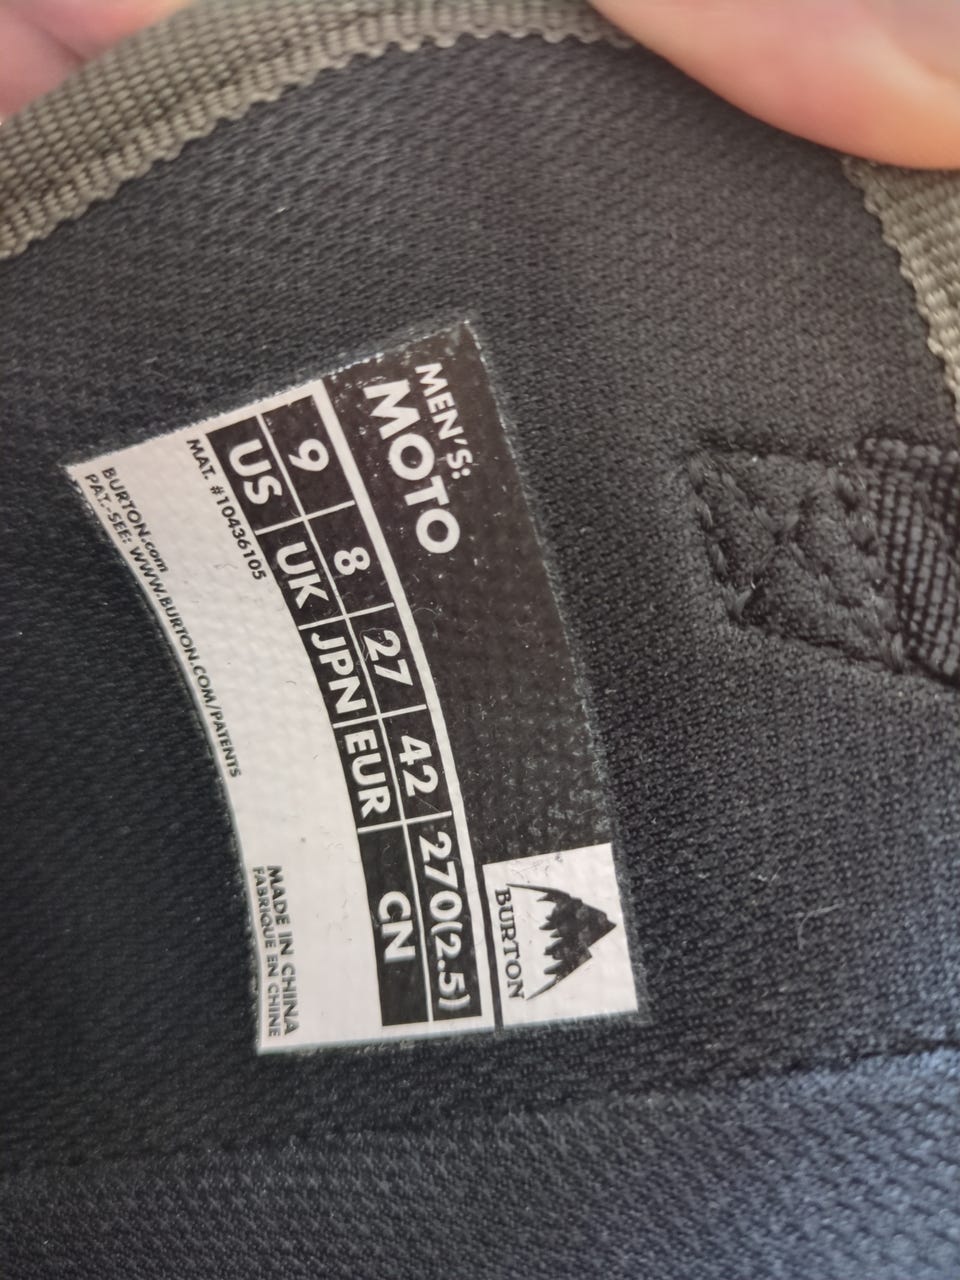 MEN'S:
MOTO
BURTON
9 8 27 42 270(2.5)
US UK JPN EUR CN
MAT. #10436105
BURTON.com
PAT.-SEE: WWW.BURTON.COM/PATENTS
MADE IN CHINA
FABRIQUE EN CHINE